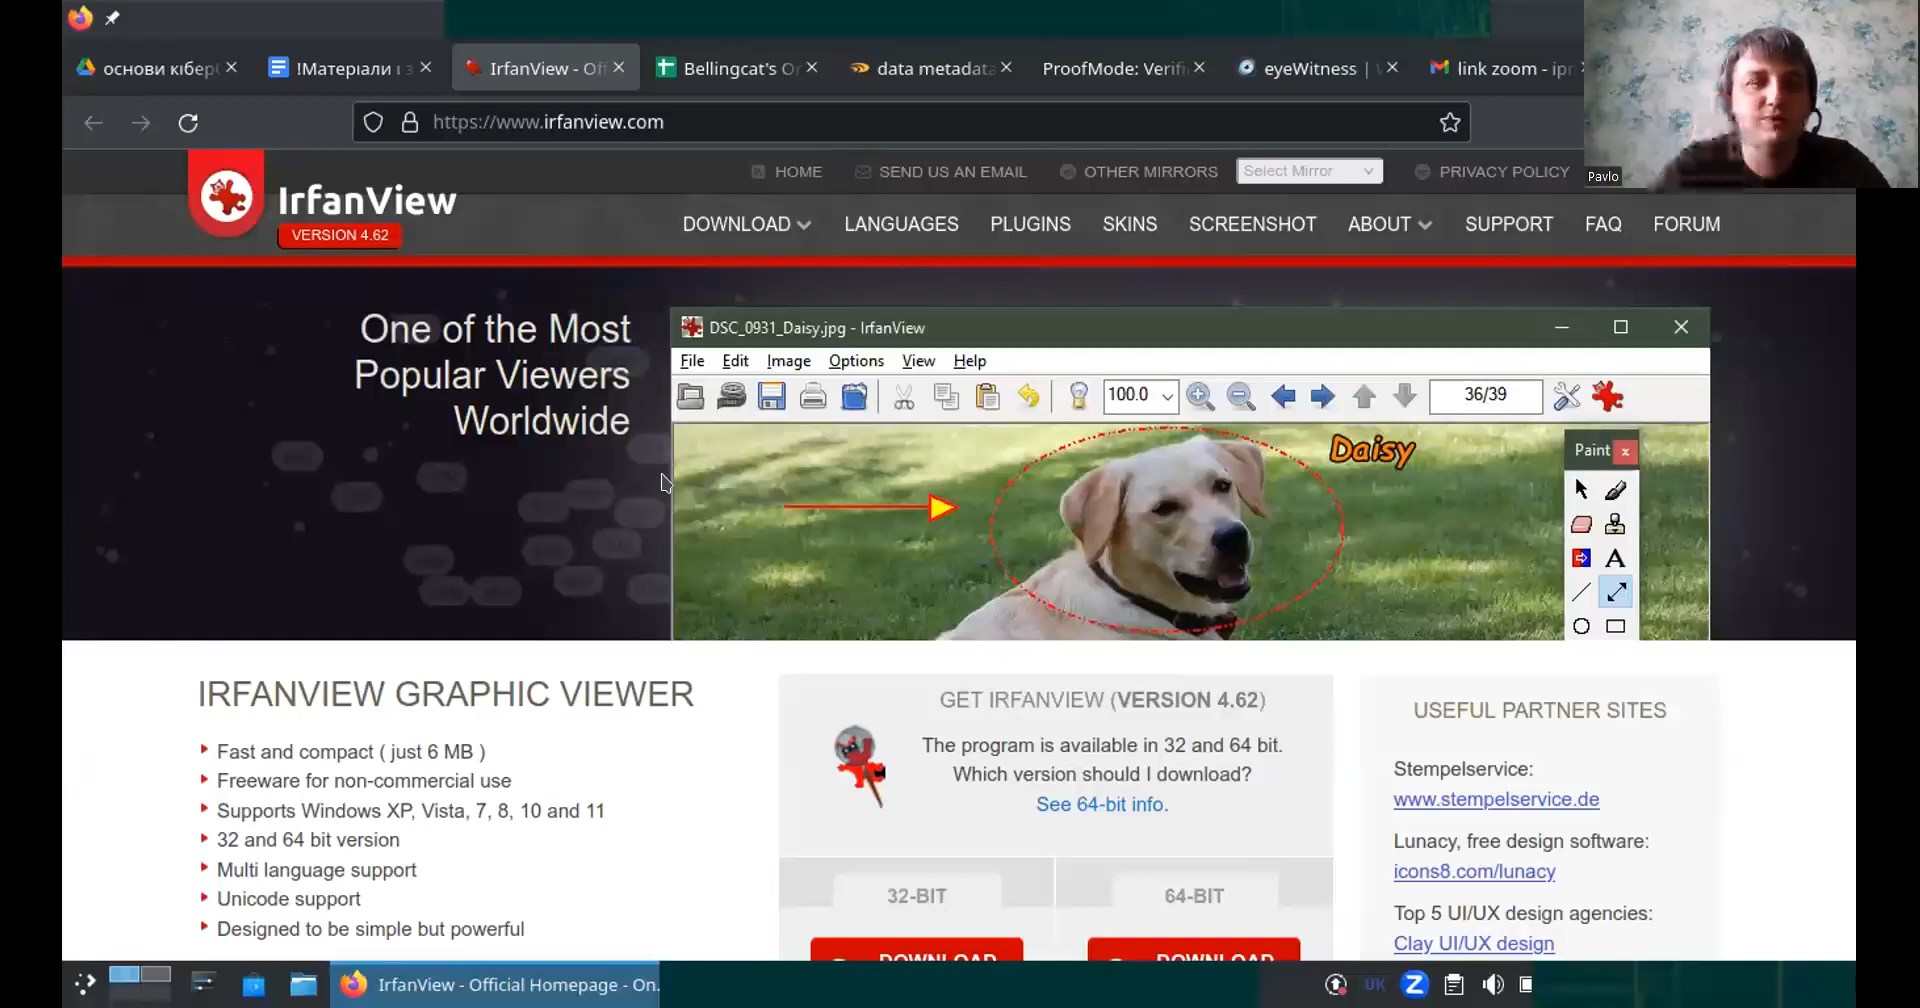 основи кібер
!Матеріали і з
IrfanView - Off
Bellingcat's O
data metadata
ProofMode: Verifi
eyeWitness |
link zoom - ipr
https://www.irfanview.com
Pavlo
HOME
SEND US AN EMAIL
OTHER MIRRORS
Select Mirror
PRIVACY POLICY
IrfanView
VERSION 4.62
DOWNLOAD
LANGUAGES
PLUGINS
SKINS
SCREENSHOT
ABOUT
SUPPORT
FAQ
FORUM
One of the Most
Popular Viewers
Worldwide
DSC_0931_Daisy.jpg - IrfanView
File Edit Image Options View Help
100.0
36/39
Daisy
Paint
A
IRFANVIEW GRAPHIC VIEWER
Fast and compact ( just 6 MB )
Freeware for non-commercial use
Supports Windows XP, Vista, 7, 8, 10 and 11
32 and 64 bit version
Multi language support
Unicode support
Designed to be simple but powerful
GET IRFANVIEW (VERSION 4.62)
The program is available in 32 and 64 bit.
Which version should I download?
See 64-bit info.
32-BIT
64-BIT
DOWNLOAD
DOWNLOAD
USEFUL PARTNER SITES
Stempelservice:
www.stempelservice.de
Lunacy, free design software:
icons8.com/lunacy
Top 5 UI/UX design agencies:
Clay UI/UX design
IrfanView - Official Homepage - On.
UK
Z